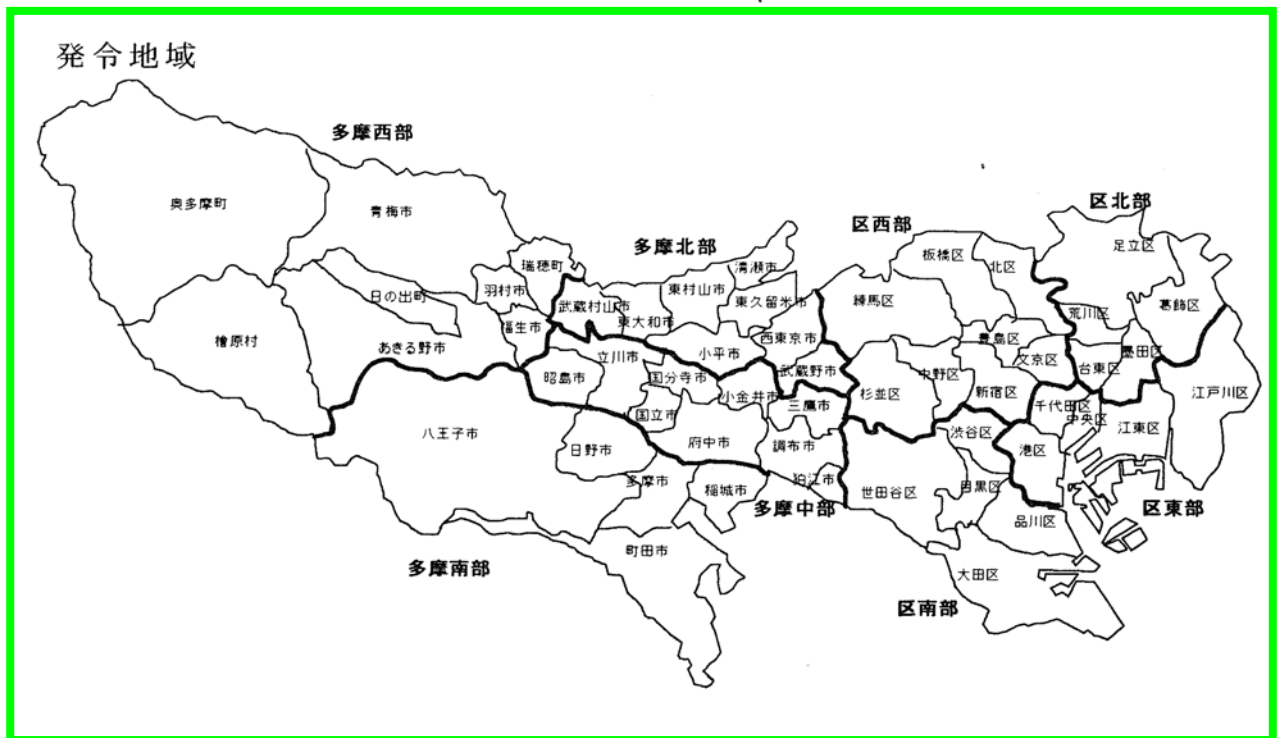 発令地域
多摩西部
奥多摩町
青梅市
瑞穂町
羽村市
日の出町
福生市
檜原村
あきる野市
多摩北部
清瀬市
東村山市
武蔵村山市
東大和市
東久留米市
小平市
西東京市
武蔵野市
区西部
板橋区
北区
練馬区
豊島区
文京区
中野区
新宿区
杉並区
区北部
足立区
葛飾区
荒川区
台東区
墨田区
江戸川区
千代田区
中央区
江東区
港区
区東部
立川市
昭島市
国分寺市
小金井市
三鷹市
国立市
府中市
調布市
狛江市
多摩中部
八王子市
日野市
多摩市
稲城市
町田市
多摩南部
渋谷区
世田谷区
目黒区
品川区
大田区
区南部